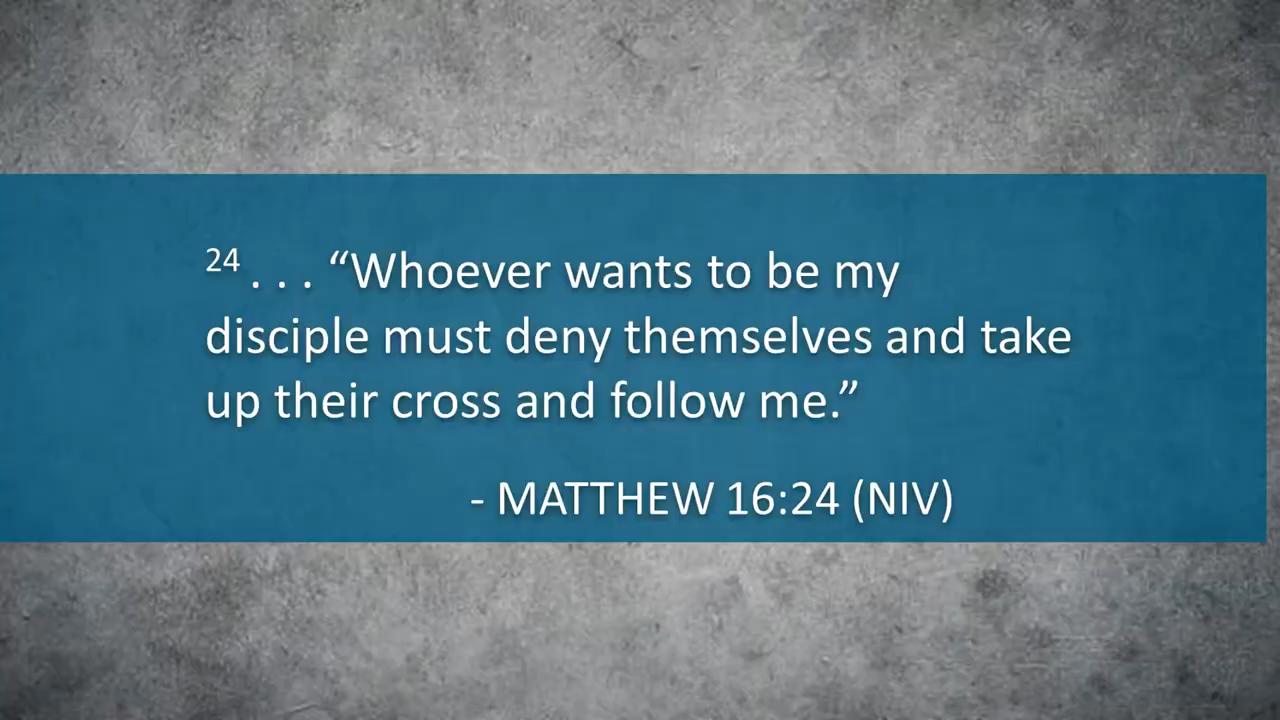 24 . . . “Whoever wants to be my
disciple must deny themselves and take
up their cross and follow me.”
- MATTHEW 16:24 (NIV)